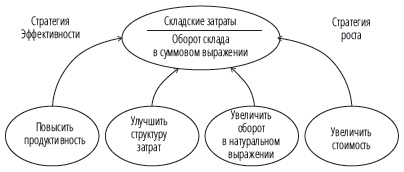 Стратегия
Эффективности
Складские затраты
Оборот склада
в суммовом выражении
Стратегия
роста
Повысить
продуктивность
Улучшить
структуру
затрат
Увеличить
оборот
в натуральном
выражении
Увеличить
стоимость